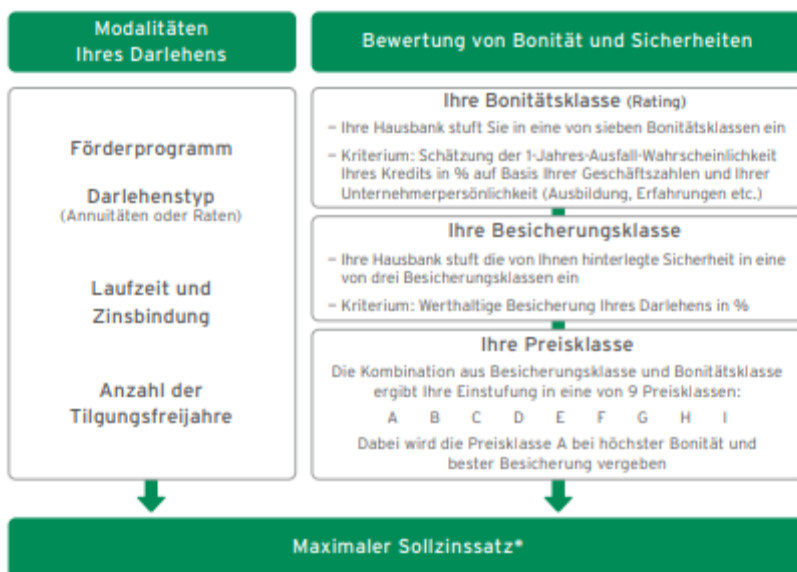 Modalitäten
Ihres Darlehens
Förderprogramm
Darlehenstyp
(Annuitäten oder Raten)
Laufzeit und
Zinsbindung
Anzahl der
Tilgungsfreijahre
Bewertung von Bonität und Sicherheiten
Ihre Bonitätsklasse (Rating)
– Ihre Hausbank stuft Sie in eine von sieben Bonitätsklassen ein
– Kriterium: Schätzung der 1-Jahres-Ausfall-Wahrscheinlichkeit
Ihres Kredits in % auf Basis Ihrer Geschäftszahlen und Ihrer
Unternehmerpersönlichkeit (Ausbildung, Erfahrungen etc.)
Ihre Besicherungsklasse
– Ihre Hausbank stuft die von Ihnen hinterlegte Sicherheit in eine
von drei Besicherungsklassen ein
– Kriterium: Werthaltige Besicherung Ihres Darlehens in %
Ihre Preisklasse
Die Kombination aus Besicherungsklasse und Bonitätsklasse
ergibt Ihre Einstufung in eine von 9 Preisklassen:
A B C D E F G H I
Dabei wird die Preisklasse A bei höchster Bonität und
bester Besicherung vergeben
Maximaler Sollzinssatz*